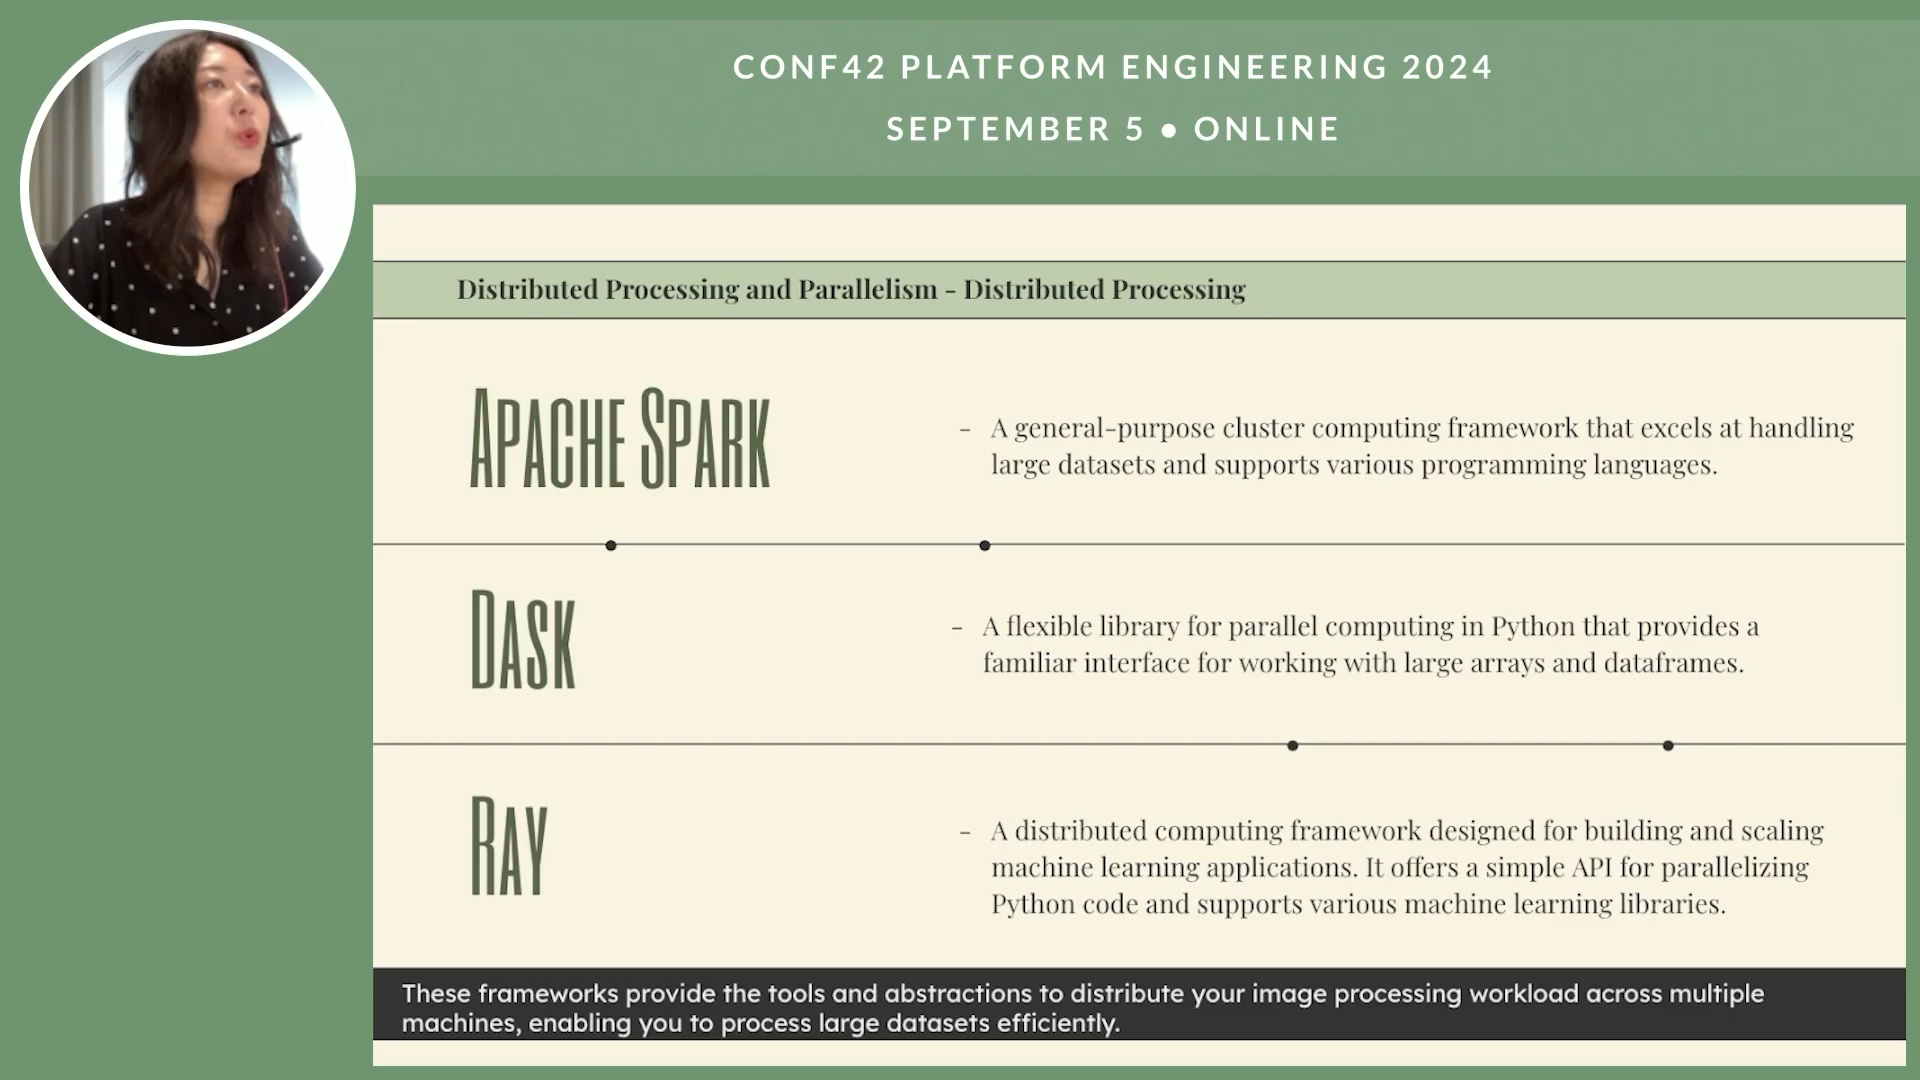 CONF42 PLATFORM ENGINEERING 2024
SEPTEMBER 5 • ONLINE
Distributed Processing and Parallelism - Distributed Processing
APACHE SPARK
- A general-purpose cluster computing framework that excels at handling
large datasets and supports various programming languages.
DASK
- A flexible library for parallel computing in Python that provides a
familiar interface for working with large arrays and dataframes.
RAY
- A distributed computing framework designed for building and scaling
machine learning applications. It offers a simple API for parallelizing
Python code and supports various machine learning libraries.
These frameworks provide the tools and abstractions to distribute your image processing workload across multiple
machines, enabling you to process large datasets efficiently.